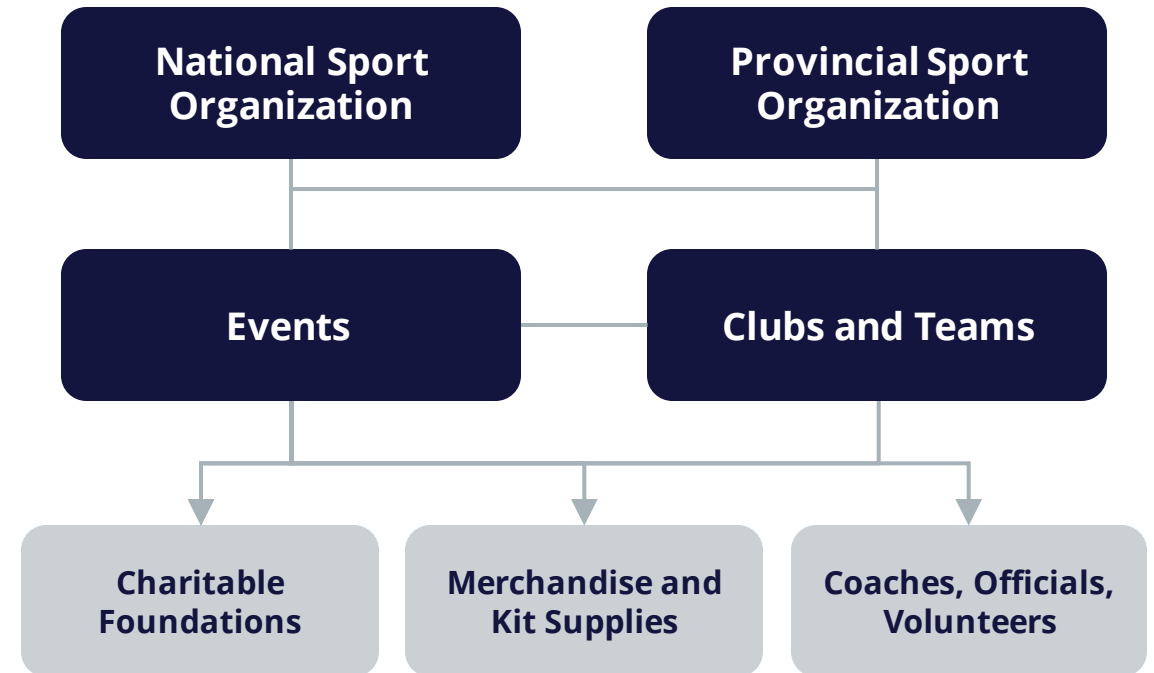 National Sport
Organization
Provincial Sport
Organization
Events
Clubs and Teams
Charitable
Foundations
Merchandise and
Kit Supplies
Coaches, Officials,
Volunteers